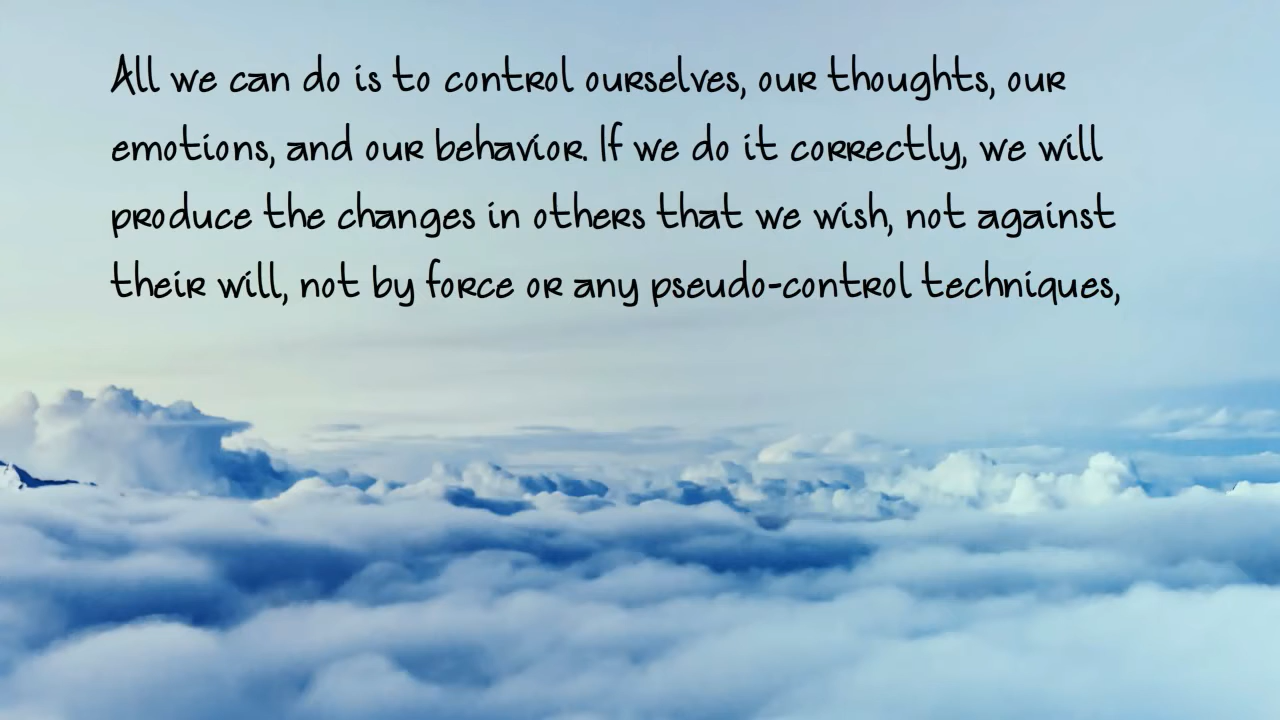 All we can do is to control ourselves, our thoughts, our
emotions, and our behavior. If we do it correctly, we will
produce the changes in others that we wish, not against
their will, not by force or any pseudo-control techniques,